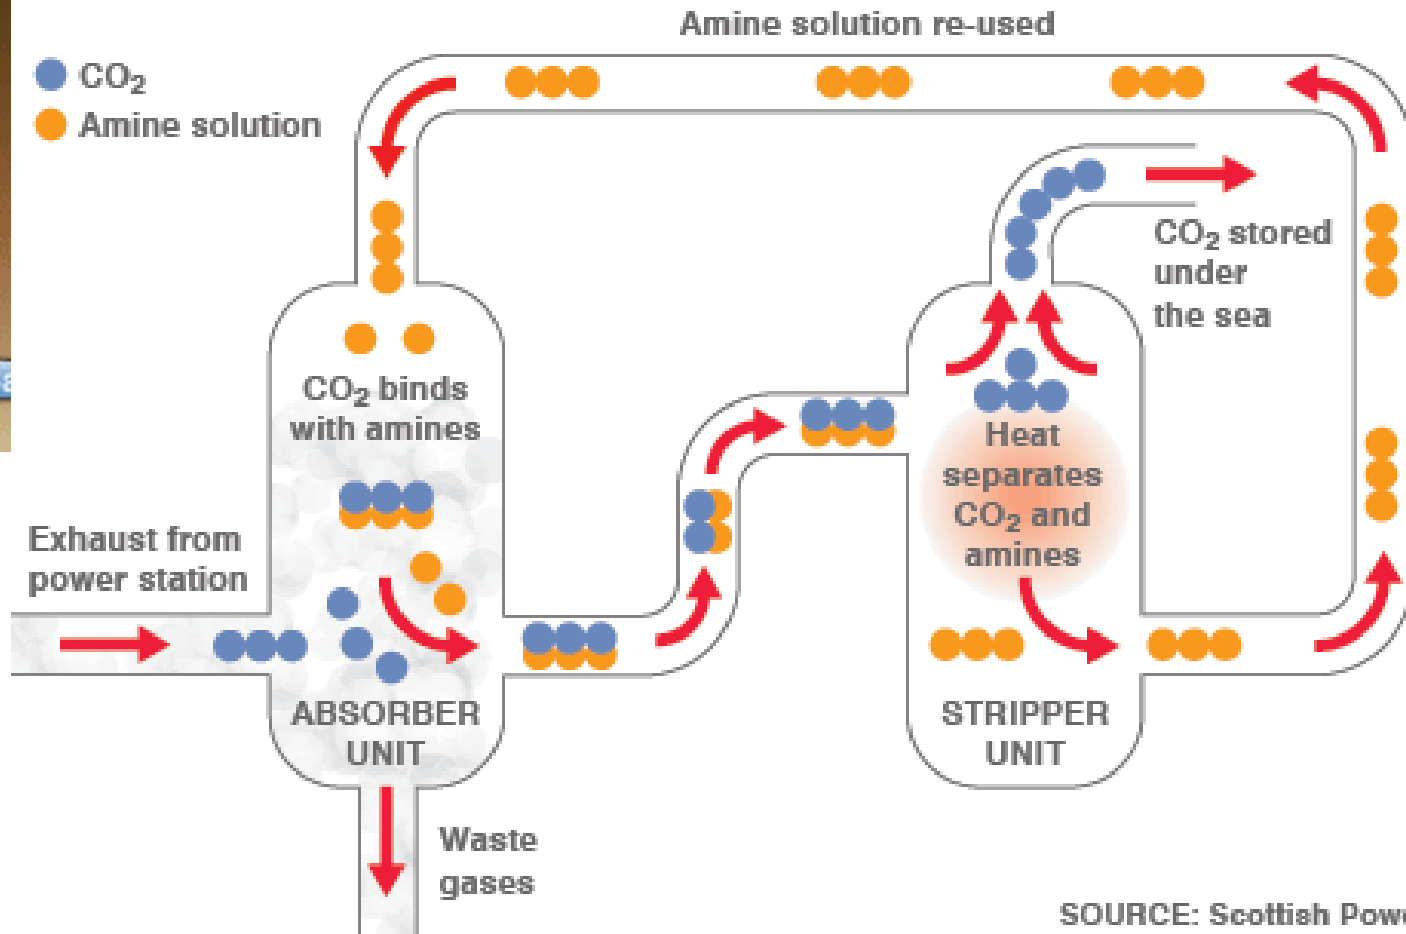 Amine solution re-used
CO₂
Amine solution
CO₂ stored
under
the sea
CO₂ binds
with amines
Heat
separates
CO₂ and
amines
Exhaust from
power station
ABSORBER
UNIT
STRIPPER
UNIT
Waste
gases
SOURCE: Scottish